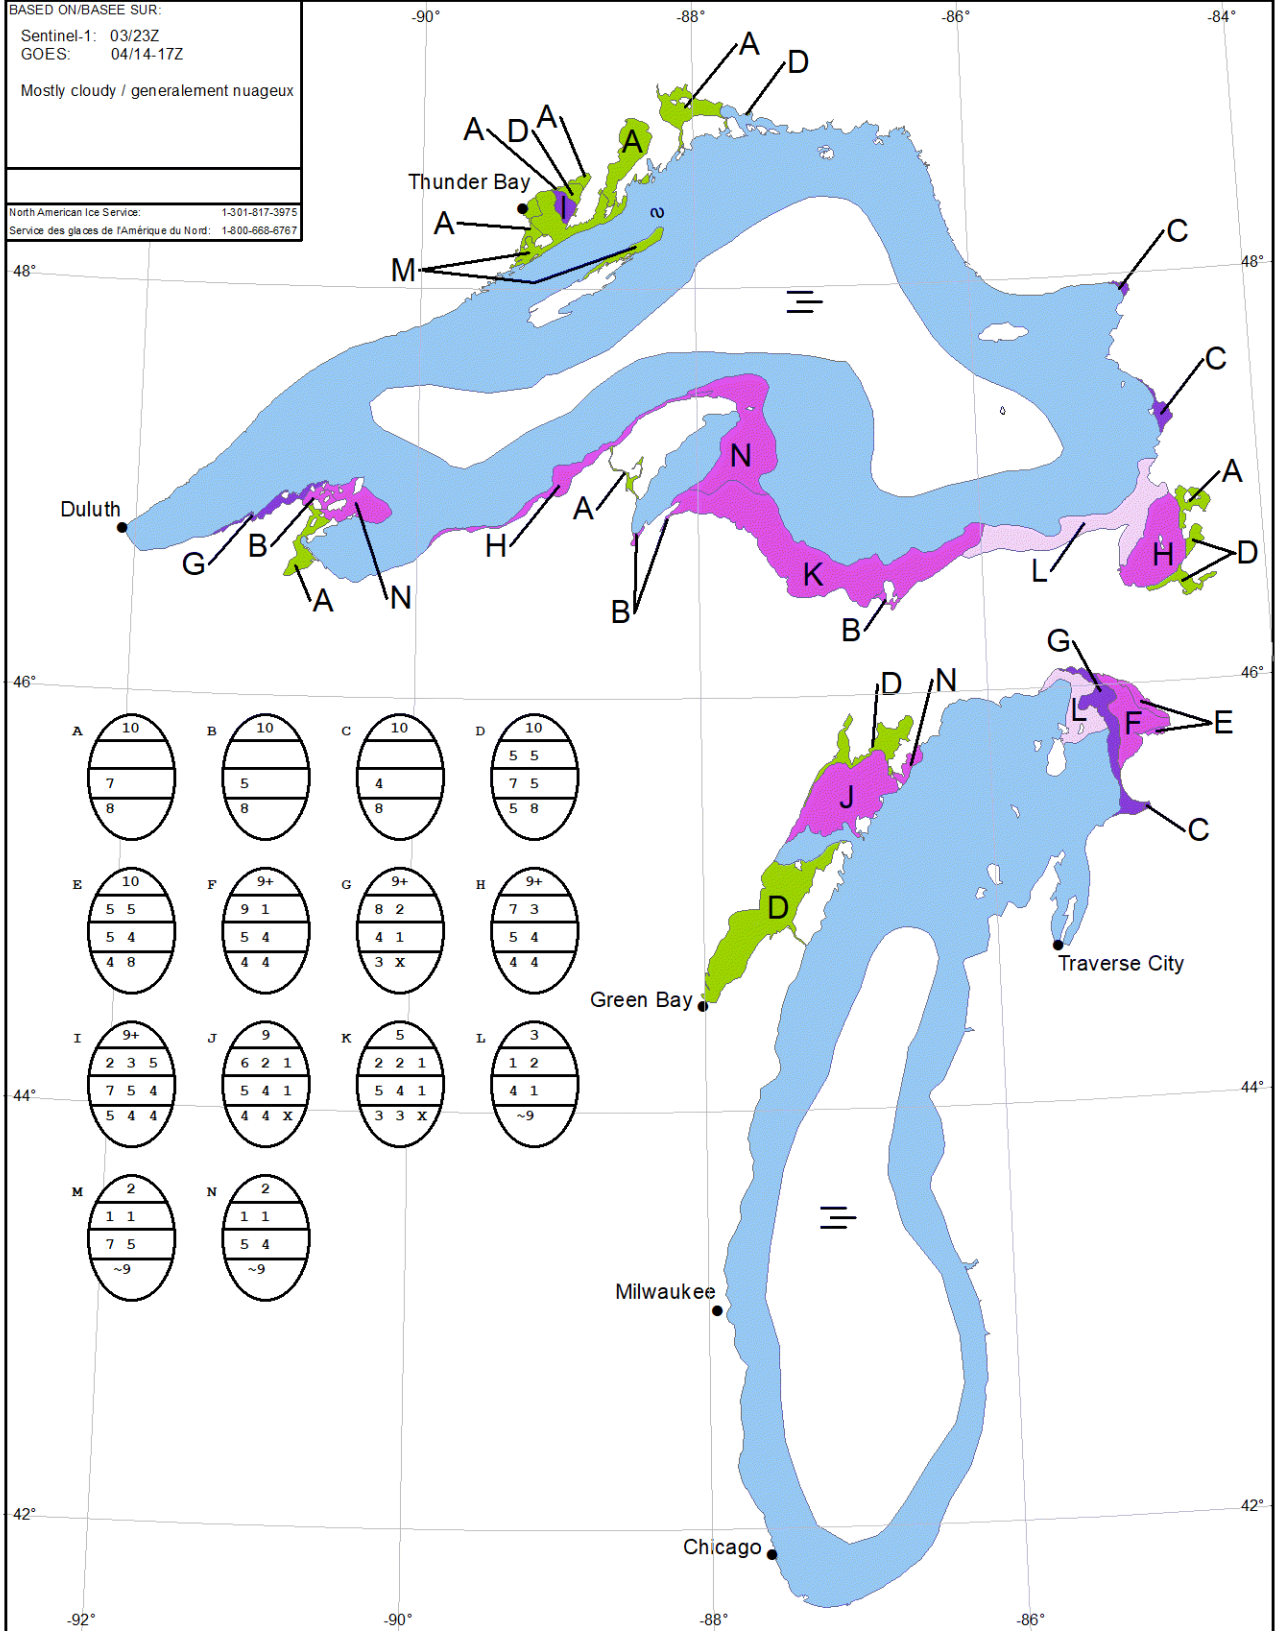 BASED ON/BASEE SUR:
Sentinel-1: 03/23Z
GOES: 04/14-17Z
Mostly cloudy / generalement nuageux
North American Ice Service: 1-301-817-3975
Service des glaces de l'Amérique du Nord: 1-800-668-6767
-90° -88° -86° -84°
A
D
A D A
A
Thunder Bay
I
A
C
M
48° 48°
C
N
A
Duluth
A
H
G B
H
D
K
L
A N
B
B
G
46° 46°
D N
L
F E
J
C
D
Traverse City
Green Bay
A 10
7
8
B 10
5
8
C 10
4
8
D 10
5 5
7 5
5 8
E 10
5 5
5 4
4 8
F 9+
9 1
5 4
4 4
G 9+
8 2
4 1
3 X
H 9+
7 3
5 4
4 4
I 9+
2 3 5
7 5 4
5 4 4
J 9
6 2 1
5 4 1
4 4 X
K 5
2 2 1
5 4 1
3 3 X
L 3
1 2
4 1
~9
44° 44°
M 2
1 1
7 5
~9
N 2
1 1
5 4
~9
Milwaukee
42° 42°
Chicago
-92° -90° -88° -86°